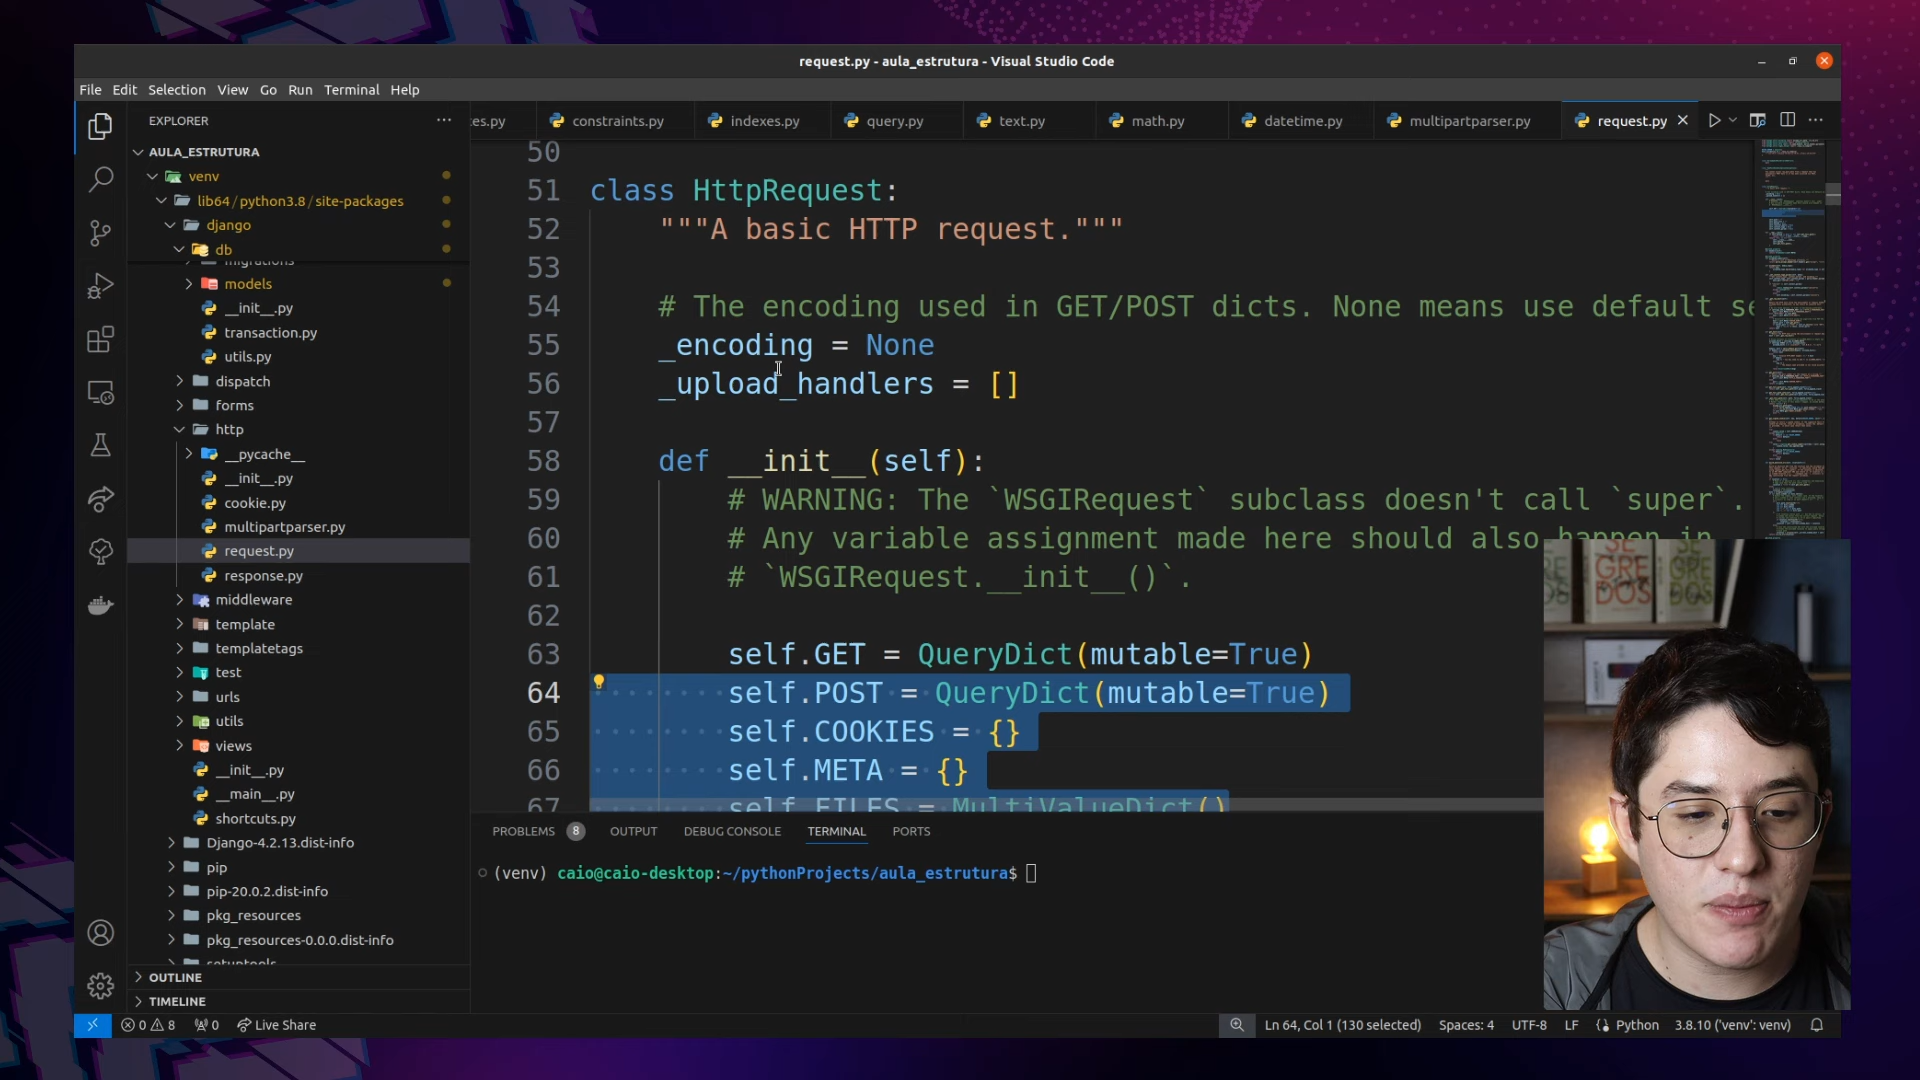 request.py - aula_estrutura - Visual Studio Code
File Edit Selection View Go Run Terminal Help
EXPLORER
AULA_ESTRUTURA
venv
lib64 / python3.8 / site-packages
django
db
migrations
models
__init__.py
transaction.py
utils.py
dispatch
forms
http
__pycache__
__init__.py
cookie.py
multipartparser.py
request.py
response.py
middleware
template
templatetags
test
urls
utils
views
__init__.py
__main__.py
shortcuts.py
Django-4.2.13.dist-info
pip
pip-20.0.2.dist-info
pkg_resources
pkg_resources-0.0.0.dist-info
setuptools
OUTLINE
TIMELINE
es.py constraints.py indexes.py query.py text.py math.py datetime.py multipartparser.py request.py
50
51 class HttpRequest:
52 """A basic HTTP request."""
53
54 # The encoding used in GET/POST dicts. None means use default se
55 _encoding = None
56 _upload_handlers = []
57
58 def __init__(self):
59 # WARNING: The `WSGIRequest` subclass doesn't call `super`.
60 # Any variable assignment made here should also happen in
61 # `WSGIRequest.__init__()`.
62
63 self.GET = QueryDict(mutable=True)
64 self.POST = QueryDict(mutable=True)
65 self.COOKIES = {}
66 self.META = {}
67 self.FILES = MultiValueDict()
PROBLEMS 8 OUTPUT DEBUG CONSOLE TERMINAL PORTS
(venv) caio@caio-desktop:~/pythonProjects/aula_estrutura$
SE
GRE
DOS
0 8 0 Live Share
Ln 64, Col 1 (130 selected) Spaces: 4 UTF-8 LF Python 3.8.10 ('venv': venv)